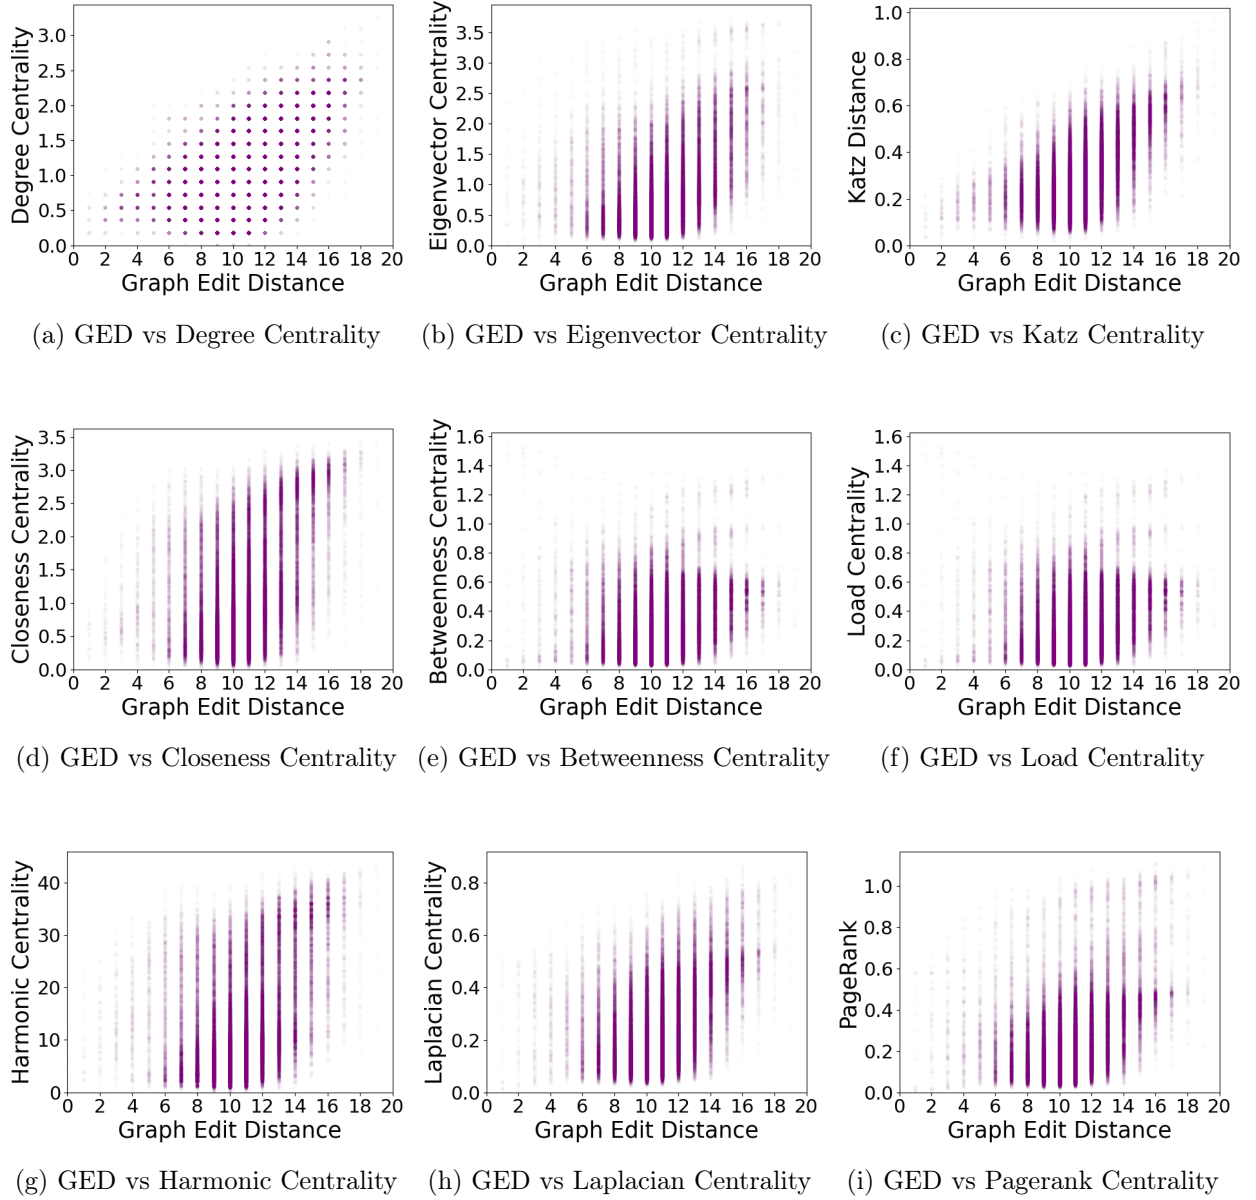 Degree Centrality
3.0
2.5
2.0
1.5
1.0
0.5
0.0
0 2 4 6 8 10 12 14 16 18 20
Graph Edit Distance
(a) GED vs Degree Centrality
Eigenvector Centrality
3.5
3.0
2.5
2.0
1.5
1.0
0.5
0.0
0 2 4 6 8 10 12 14 16 18 20
Graph Edit Distance
(b) GED vs Eigenvector Centrality
Katz Distance
1.0
0.8
0.6
0.4
0.2
0.0
0 2 4 6 8 10 12 14 16 18 20
Graph Edit Distance
(c) GED vs Katz Centrality
Closeness Centrality
3.5
3.0
2.5
2.0
1.5
1.0
0.5
0.0
0 2 4 6 8 10 12 14 16 18 20
Graph Edit Distance
(d) GED vs Closeness Centrality
Betweenness Centrality
1.6
1.4
1.2
1.0
0.8
0.6
0.4
0.2
0.0
0 2 4 6 8 10 12 14 16 18 20
Graph Edit Distance
(e) GED vs Betweenness Centrality
Load Centrality
1.6
1.4
1.2
1.0
0.8
0.6
0.4
0.2
0.0
0 2 4 6 8 10 12 14 16 18 20
Graph Edit Distance
(f) GED vs Load Centrality
Harmonic Centrality
40
30
20
10
0
0 2 4 6 8 10 12 14 16 18 20
Graph Edit Distance
(g) GED vs Harmonic Centrality
Laplacian Centrality
0.8
0.6
0.4
0.2
0.0
0 2 4 6 8 10 12 14 16 18 20
Graph Edit Distance
(h) GED vs Laplacian Centrality
PageRank
1.0
0.8
0.6
0.4
0.2
0.0
0 2 4 6 8 10 12 14 16 18 20
Graph Edit Distance
(i) GED vs Pagerank Centrality